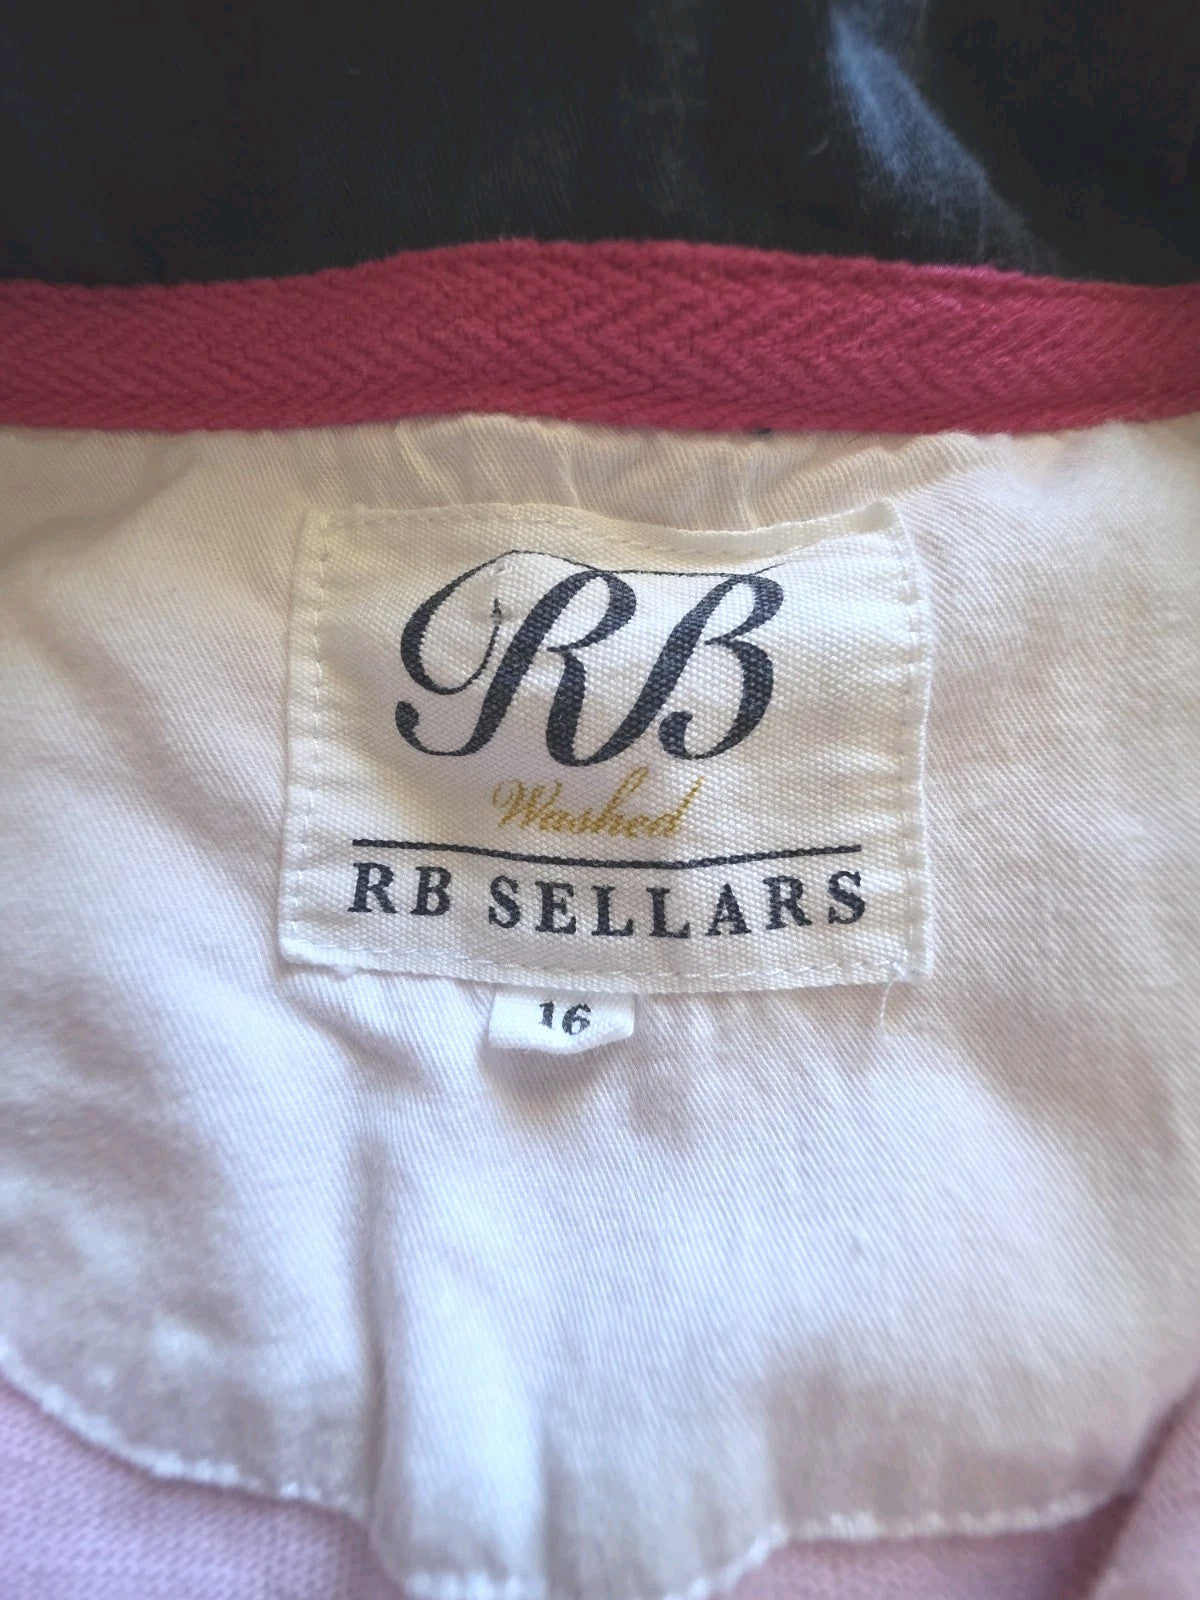 RB
Washed
RB SELLARS
16